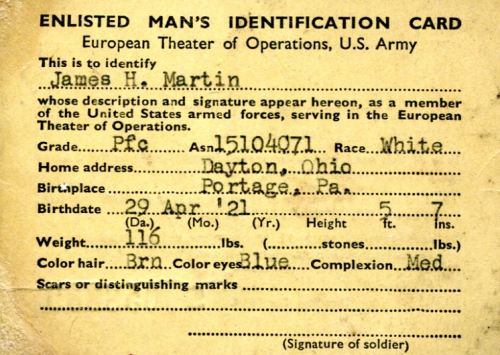 ENLISTED MAN'S IDENTIFICATION CARD
European Theater of Operations, U.S. Army
This is to identify
James H. Martin
whose description and signature appear hereon, as a member
of the United States armed forces, serving in the European
Theater of Operations.
Grade Pfc Asn 15104071 Race White
Home address Dayton, Ohio
Birthplace Portage, Pa.
Birthdate 29 Apr '21 5 7
(Da.) (Mo.) (Yr.) Height ft. ins.
Weight 116 lbs. ( stones lbs.)
Color hair Brn Color eyes Blue Complexion Med
Scars or distinguishing marks
(Signature of soldier)